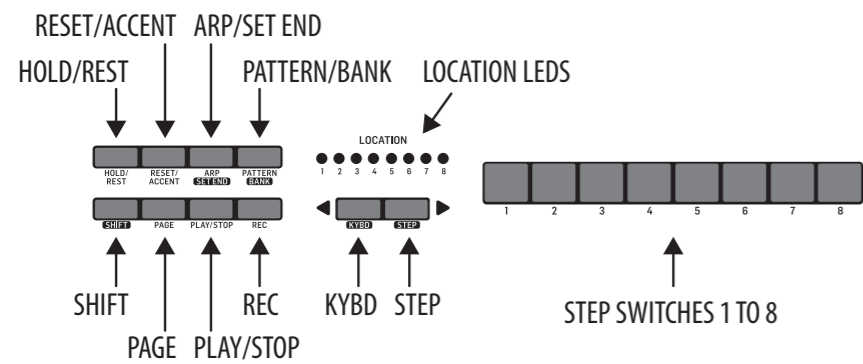 RESET/ACCENT ARP/SET END
HOLD/REST PATTERN/BANK LOCATION LEDS
LOCATION
1 2 3 4 5 6 7 8
HOLD/ RESET/ ARP PATTERN
REST ACCENT SET END BANK
1 2 3 4 5 6 7 8
SHIFT PAGE PLAY/STOP REC KYBD STEP
SHIFT REC KYBD STEP STEP SWITCHES 1 TO 8
PAGE PLAY/STOP